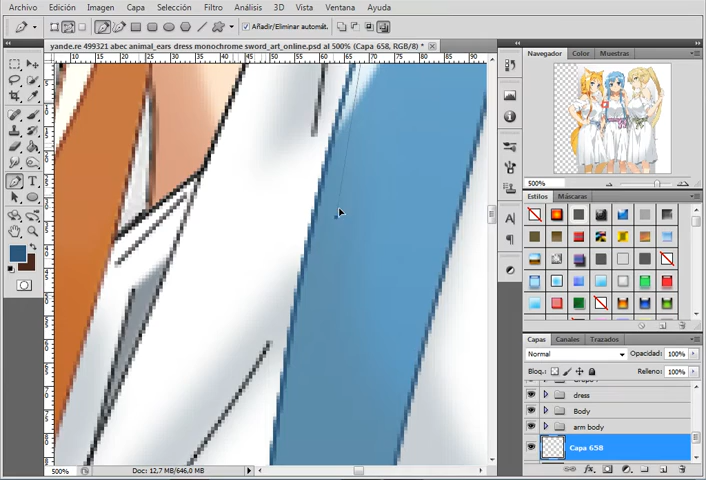 Archivo Edición Imagen Capa Selección Filtro Análisis 3D Vista Ventana Ayuda
Añadir/Eliminar automát.
yande.re 499321 abec animal_ears dress monochrome sword_art_online.psd al 500% (Capa 658, RGB/8) *
Navegador Color Muestras
500%
Estilos Máscaras
Capas Canales Trazados
Normal Opacidad: 100%
Bloq.: Relleno: 100%
dress
Body
arm body
Capa 658
500% Doc: 12,7 MB/646,0 MB